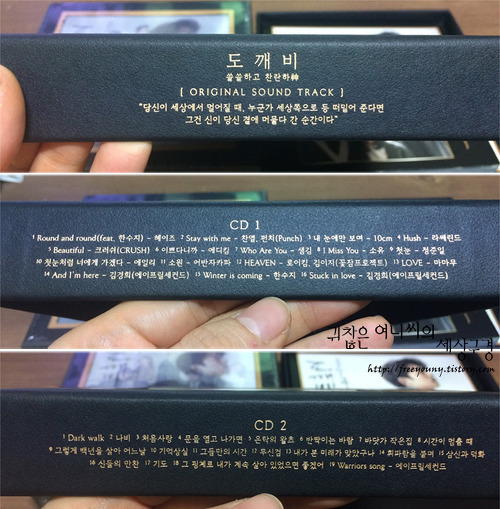 도 깨 비
쓸쓸하고 찬란하神
[ ORIGINAL SOUND TRACK ]
"당신이 세상에서 멀어질 때, 누군가 세상쪽으로 등 떠밀어 준다면
그건 신이 당신 곁에 머물다 간 순간이다"
CD 1
1 Round and round(feat. 한수지) - 헤이즈 2 Stay with me - 찬열, 펀치(Punch) 3 내 눈에만 보여 - 10cm 4 Hush - 라쎄린드
5 Beautiful - 크러쉬(CRUSH) 6 이쁘다니까 - 에디킴 7 Who Are You - 샘김 8 I Miss You - 소유 9 첫눈 - 정준일
10 첫눈처럼 너에게 가겠다 - 에일리 11 소원 - 어반자카파 12 HEAVEN - 로이킴, 김이지(꽃잠프로젝트) 13 LOVE - 마마무
14 And I'm here - 김경희(에이프릴세컨드) 15 Winter is coming - 한수지 16 Stuck in love - 김경희(에이프릴세컨드)
귀찮은 여니씨의
세상구경
http://freeyouny.tistory.com
CD 2
1 Dark walk 2 나비 3 처용사랑 4 문을 열고 나가면 5 은탁의 왈츠 6 반짝이는 바람 7 바닷가 작은집 8 시간이 멈출 때
9 그렇게 백년을 살아 어느날 10 기억상실 11 그들만의 시간 12 무신검 13 내가 본 미래가 맞았구나 14 휘파람을 불며 15 삼신과 덕화
16 신들의 만찬 17 기도 18 그 핑계로 내가 계속 살아 있었으면 좋겠어 19 Warriors song - 에이프릴세컨드